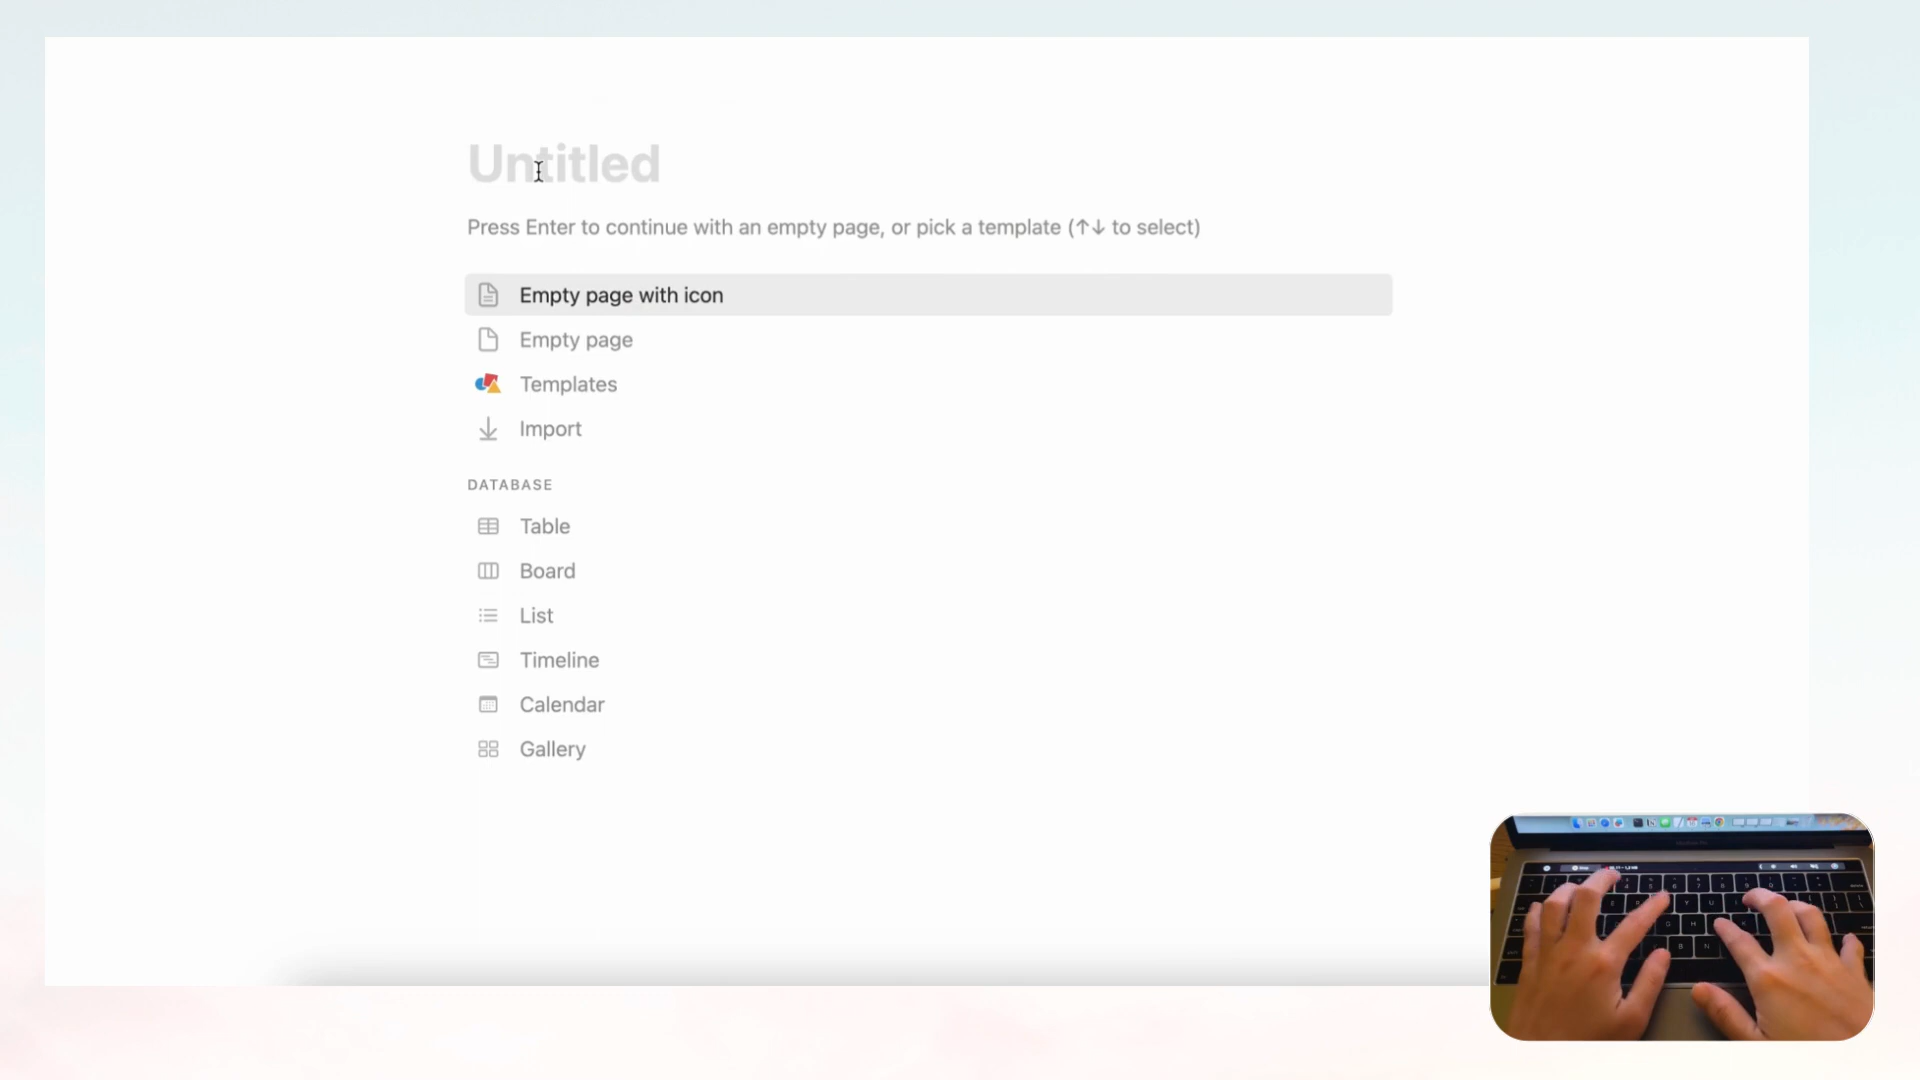 Untitled
Press Enter to continue with an empty page, or pick a template (↑↓ to select)
Empty page with icon
Empty page
Templates
Import
DATABASE
Table
Board
List
Timeline
Calendar
Gallery